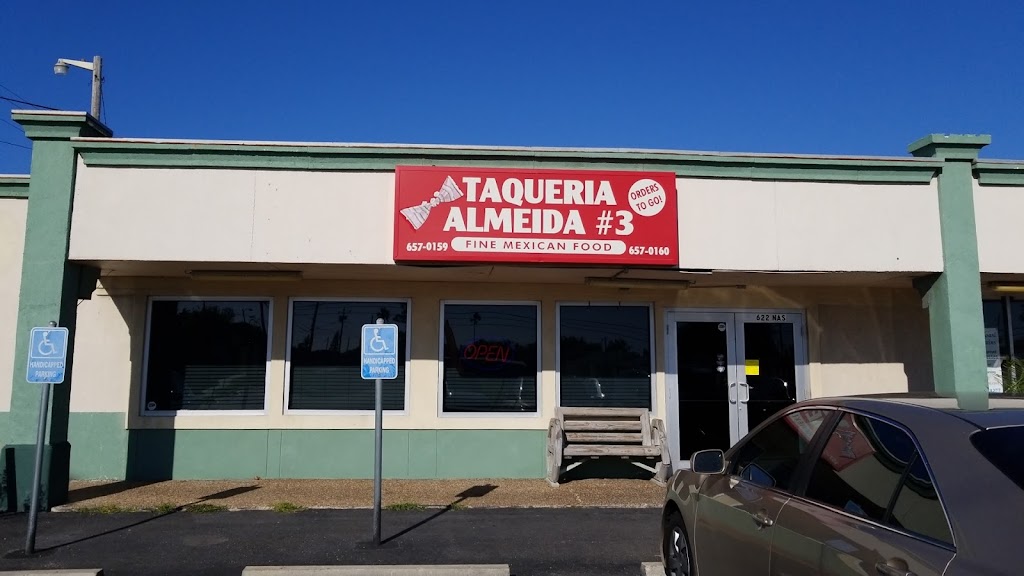 TAQUERIA
ALMEIDA #3
ORDERS
TO GO!
657-0159
FINE MEXICAN FOOD
657-0160
622 NAS
OPEN
HANDICAPPED
PARKING
HANDICAPPED
PARKING